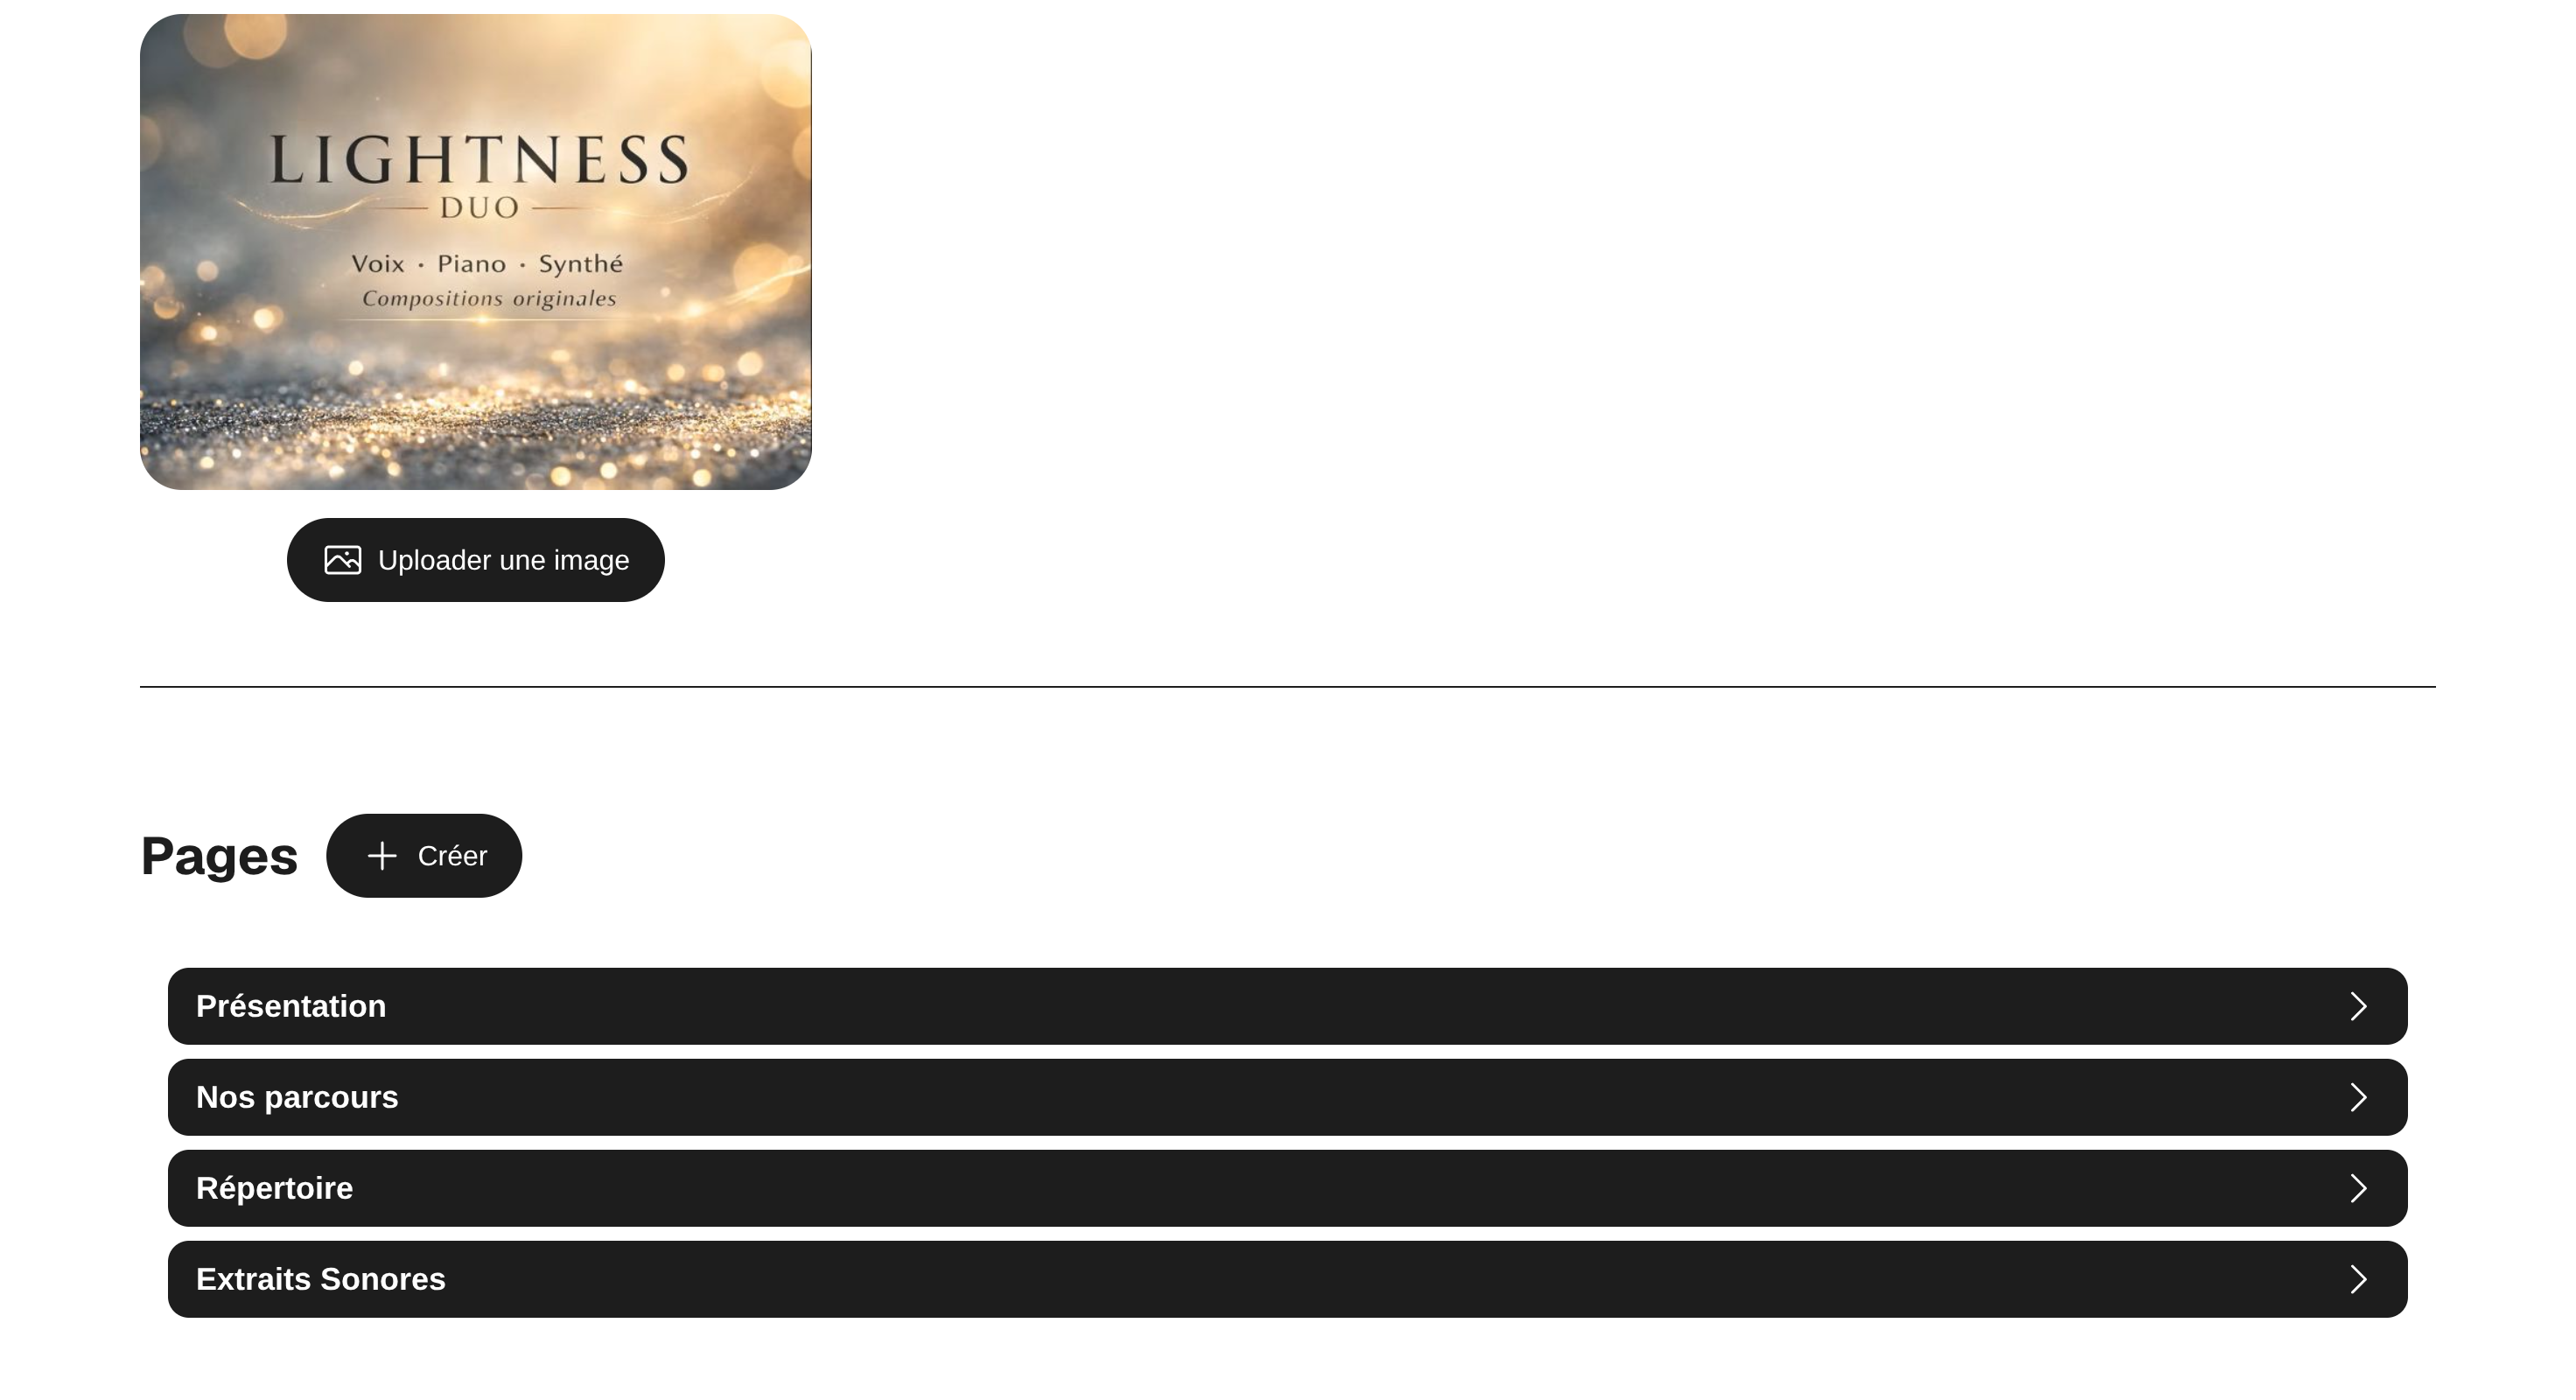 LIGHTNESS
DUO
Voix · Piano · Synthé
Compositions originales
Uploader une image
Pages
Créer
Présentation
Nos parcours
Répertoire
Extraits Sonores